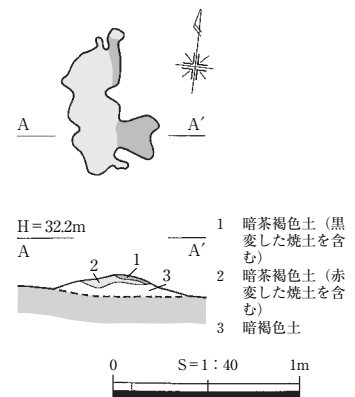 A A′
H＝32.2m
A A′
2 1 3
1 暗茶褐色土（黒
変した焼土を含
む）
2 暗茶褐色土（赤
変した焼土を含
む）
3 暗褐色土
0 S＝1：40 1m